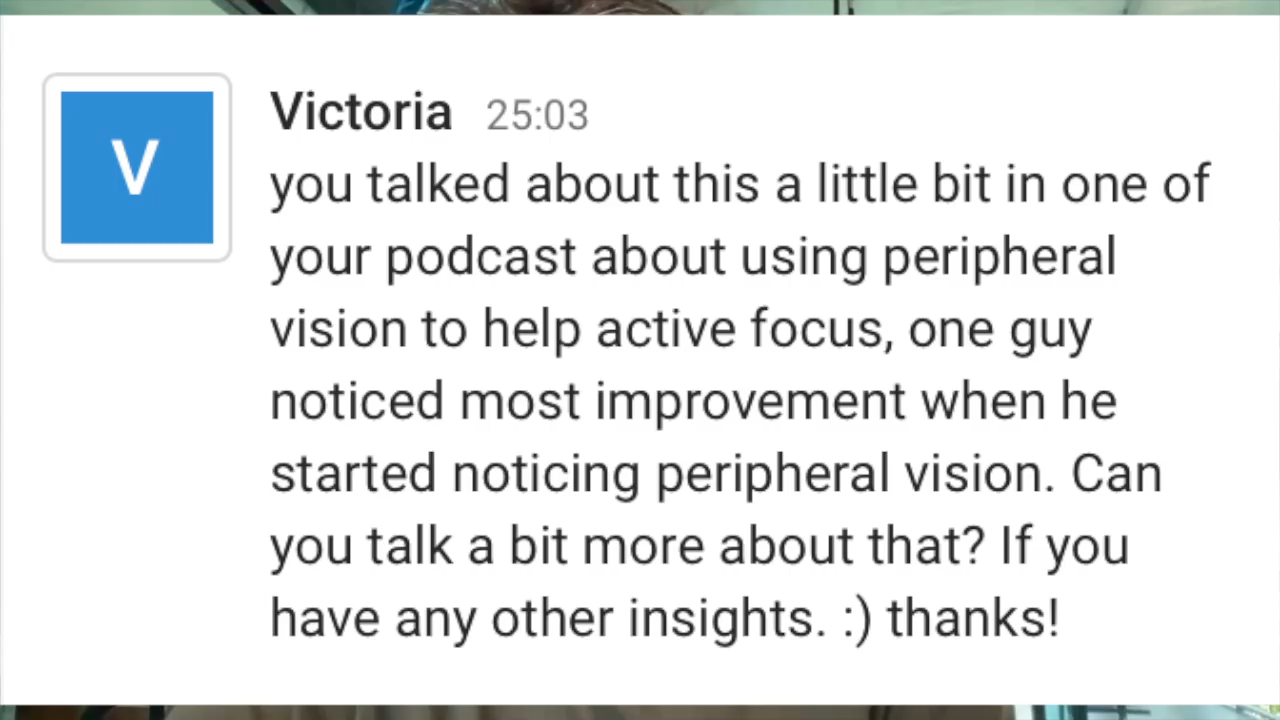 V
Victoria 25:03
you talked about this a little bit in one of
your podcast about using peripheral
vision to help active focus, one guy
noticed most improvement when he
started noticing peripheral vision. Can
you talk a bit more about that? If you
have any other insights. :) thanks!